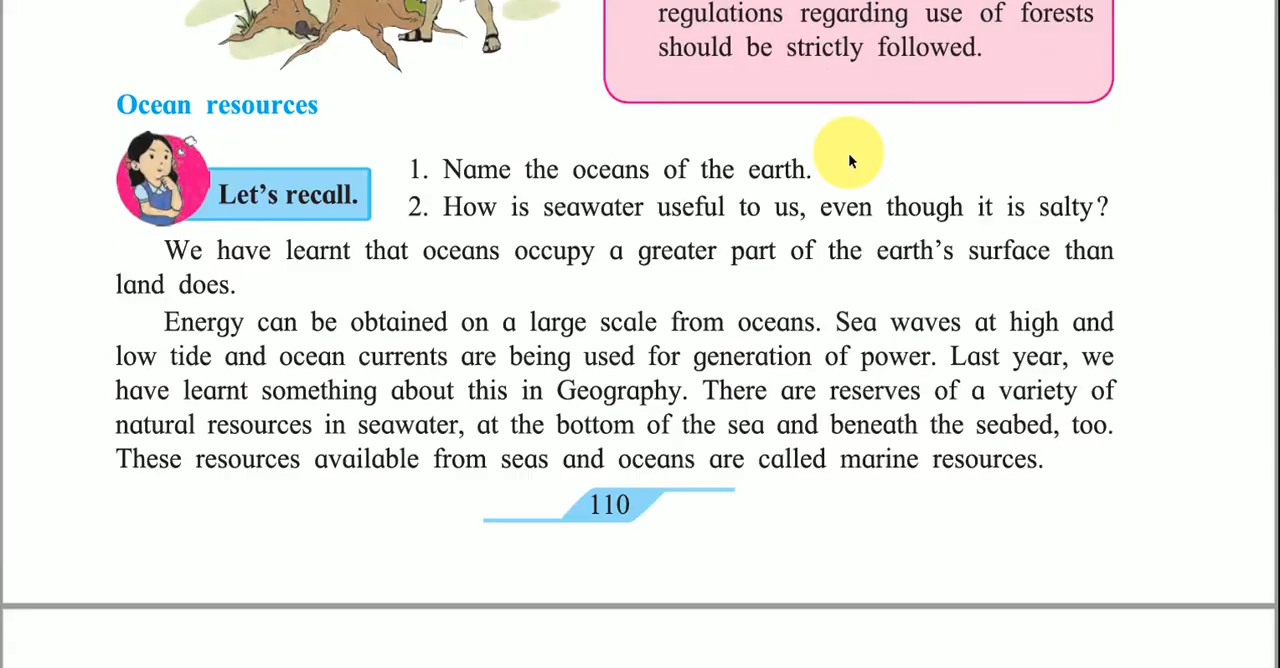 regulations regarding use of forests
should be strictly followed.
Ocean resources
Let's recall.
1. Name the oceans of the earth.
2. How is seawater useful to us, even though it is salty?
We have learnt that oceans occupy a greater part of the earth's surface than
land does.
Energy can be obtained on a large scale from oceans. Sea waves at high and
low tide and ocean currents are being used for generation of power. Last year, we
have learnt something about this in Geography. There are reserves of a variety of
natural resources in seawater, at the bottom of the sea and beneath the seabed, too.
These resources available from seas and oceans are called marine resources.
110